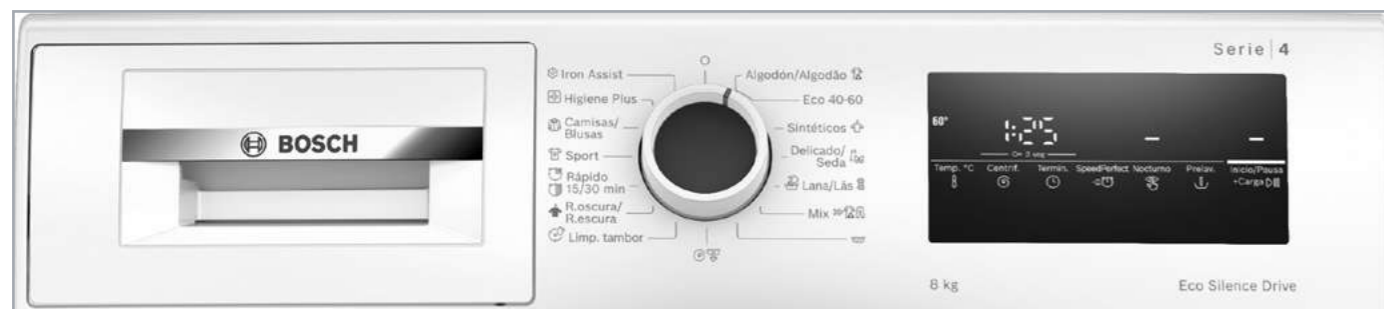 BOSCH
Iron Assist
Higiene Plus
Camisas/
Blusas
Sport
Rápido
15/30 min
R.oscura/
R.escura
Limp. tambor
Algodón/Algodão
Eco 40-60
Sintéticos
Delicado/
Seda
Lana/Lãs
Mix
Serie 4
60°
1:25
Temp. °C Centrif. Termin. SpeedPerfect Nocturno Prelav. Inicio/Pausa
+Carga
8 kg
Eco Silence Drive